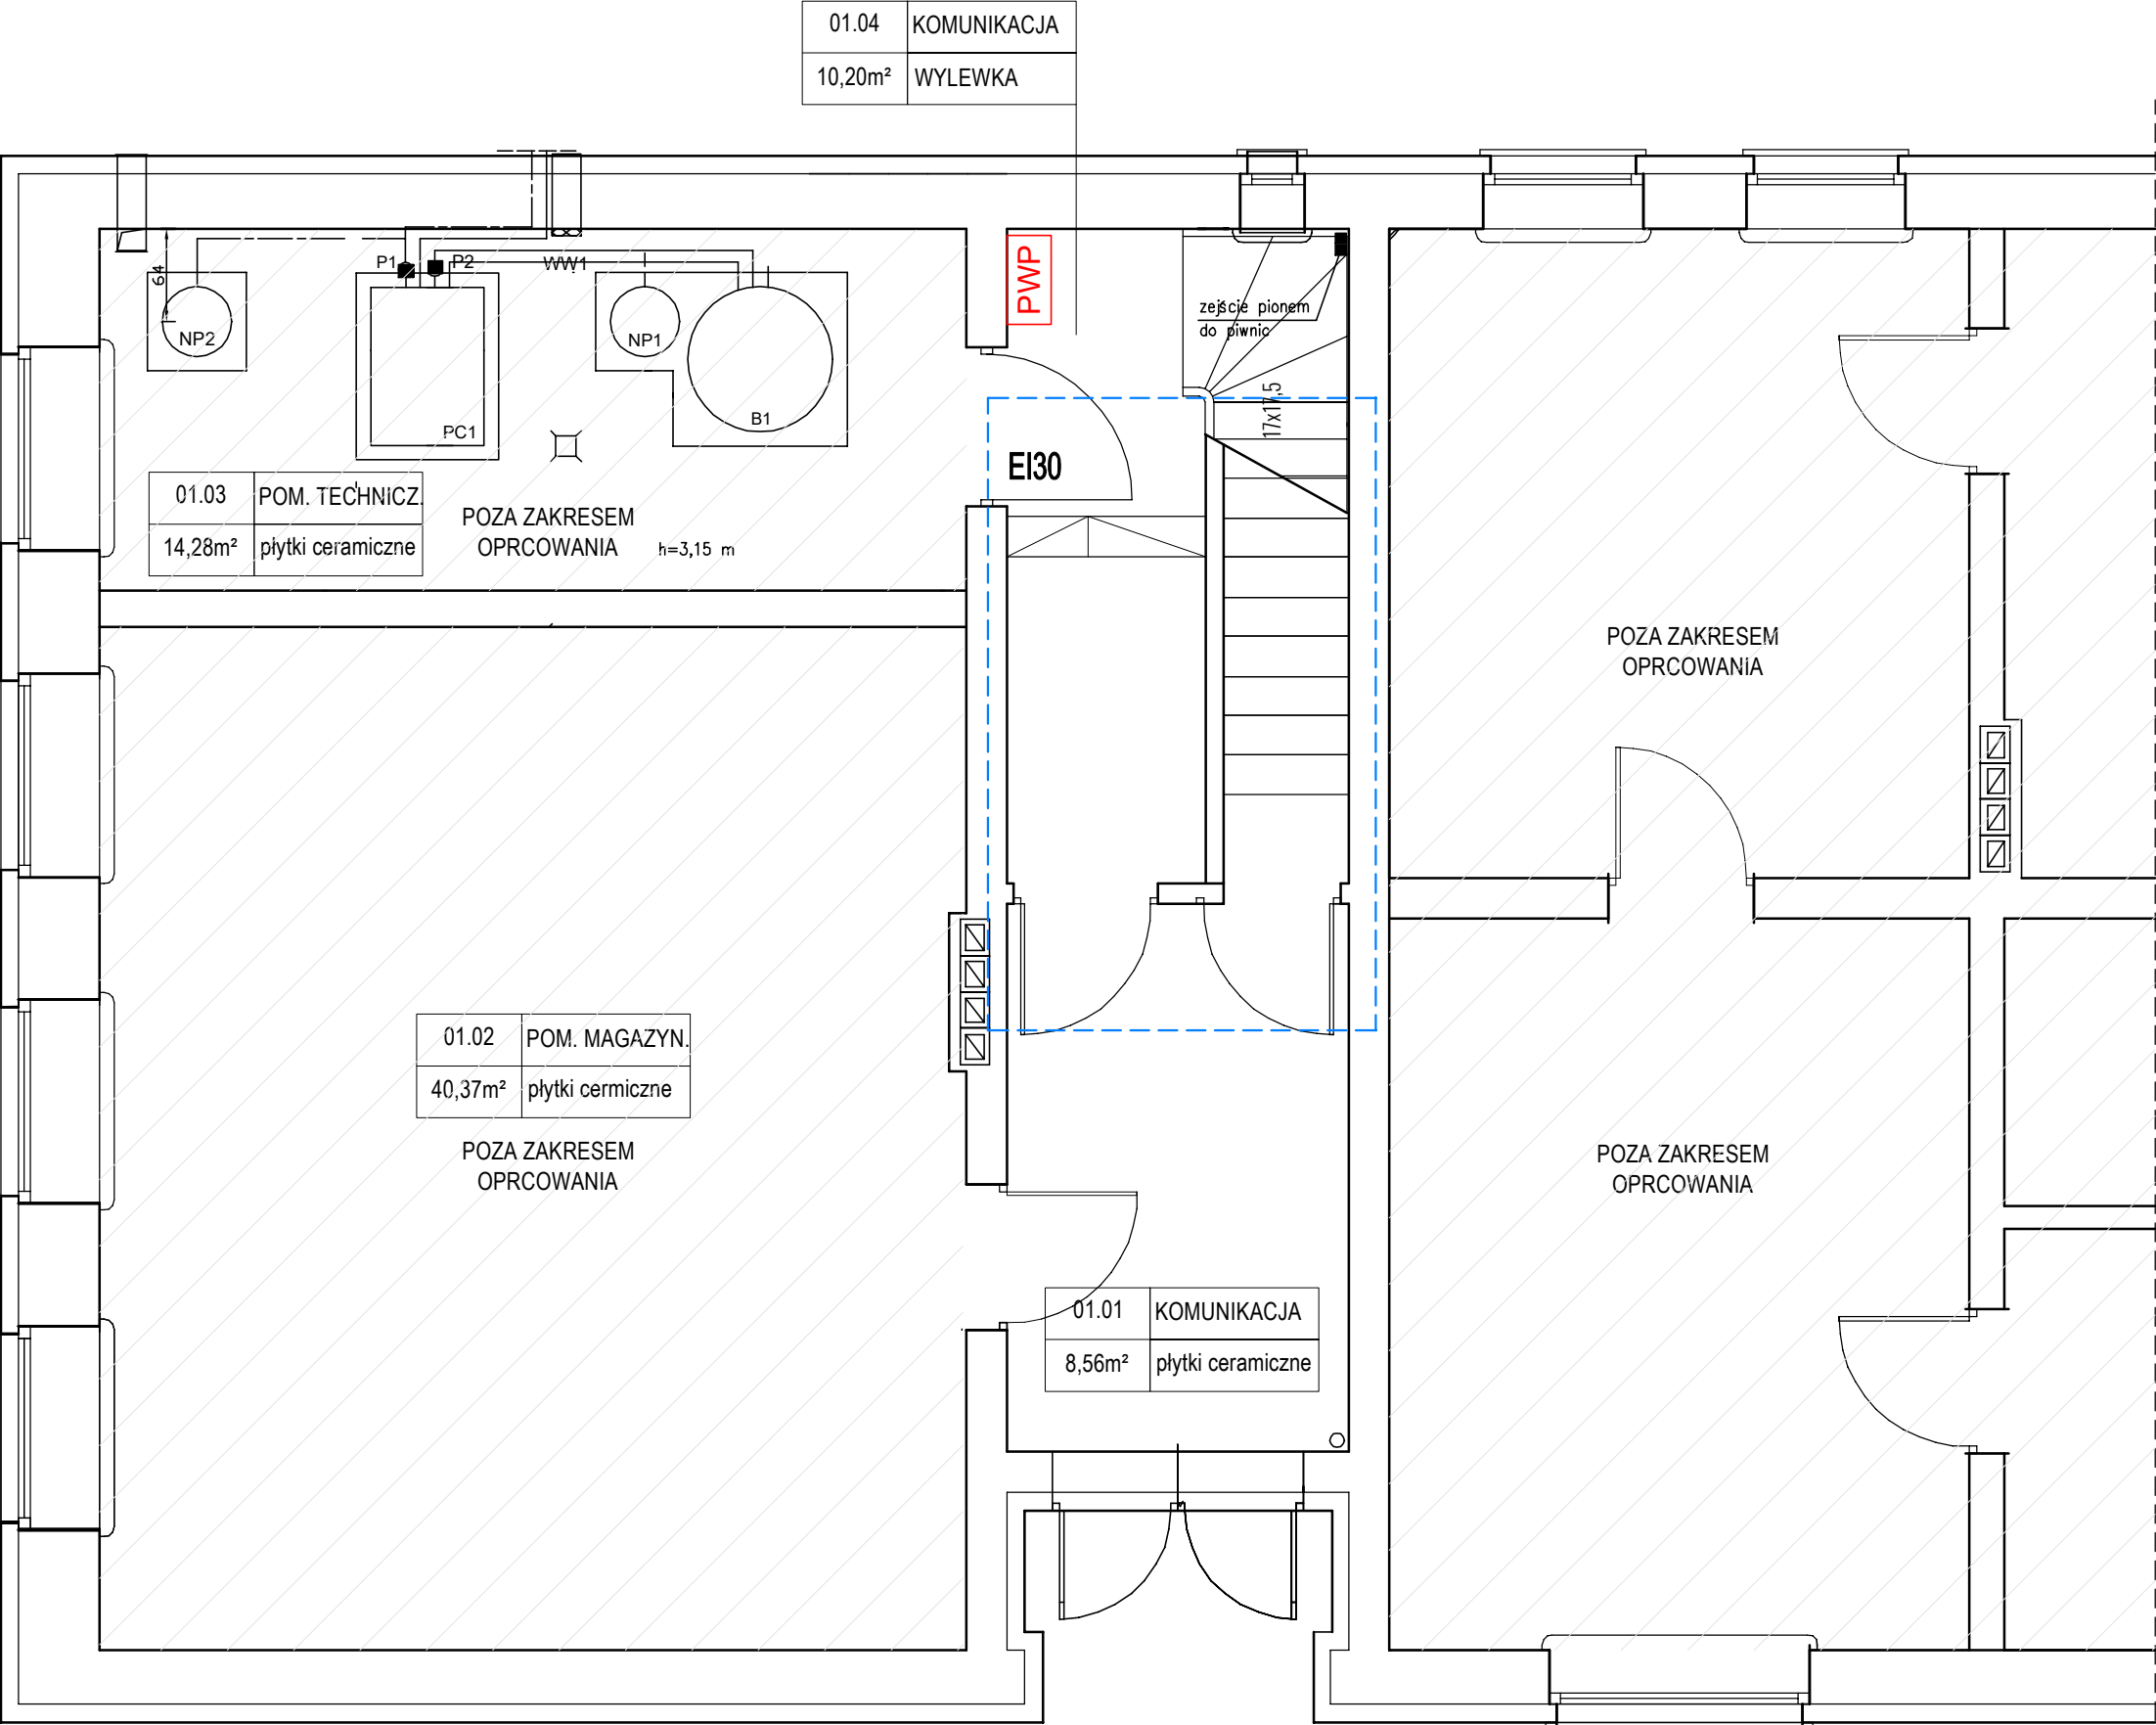 01.04 KOMUNIKACJA
10,20m² WYLEWKA
PWP
P1
P2
WW1
64
NP2
NP1
B1
PC1
zejście pionem
do piwnic
17x17,5
EI30
01.03 POM. TECHNICZ.
14,28m² płytki ceramiczne
POZA ZAKRESEM
OPRCOWANIA
h=3,15 m
POZA ZAKRESEM
OPRCOWANIA
01.02 POM. MAGAZYN.
40,37m² płytki cermiczne
POZA ZAKRESEM
OPRCOWANIA
POZA ZAKRESEM
OPRCOWANIA
01.01 KOMUNIKACJA
8,56m² płytki ceramiczne